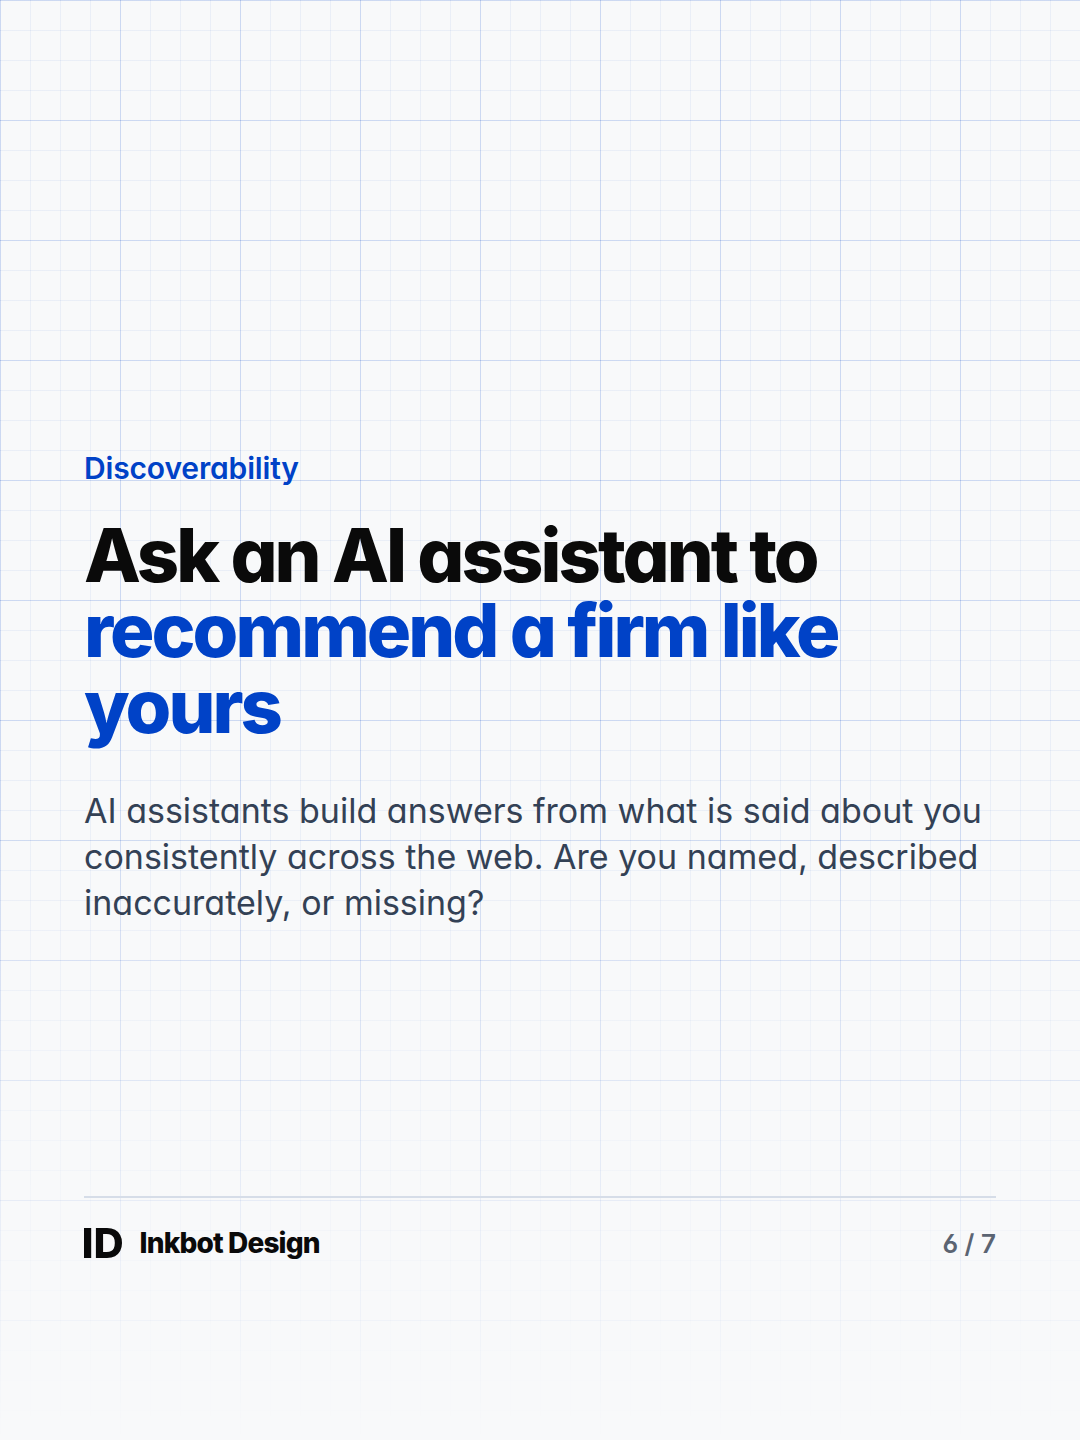 Discoverability
Ask an AI assistant to
recommend a firm like
yours
AI assistants build answers from what is said about you
consistently across the web. Are you named, described
inaccurately, or missing?
ID Inkbot Design
6 / 7